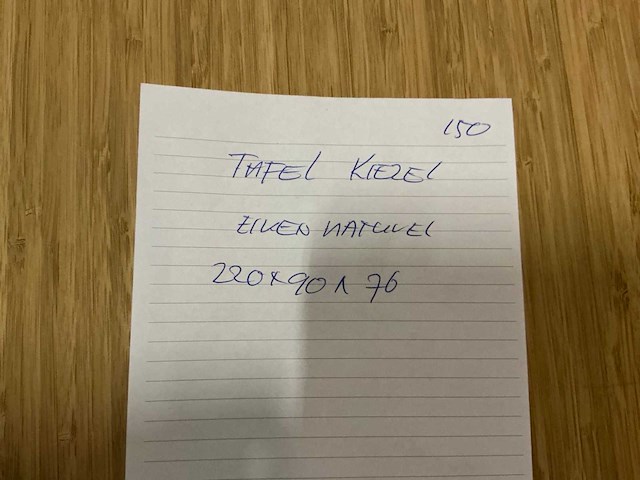 150
TAFEL KIEZEL
EIKEN NATUREL
220x90x76